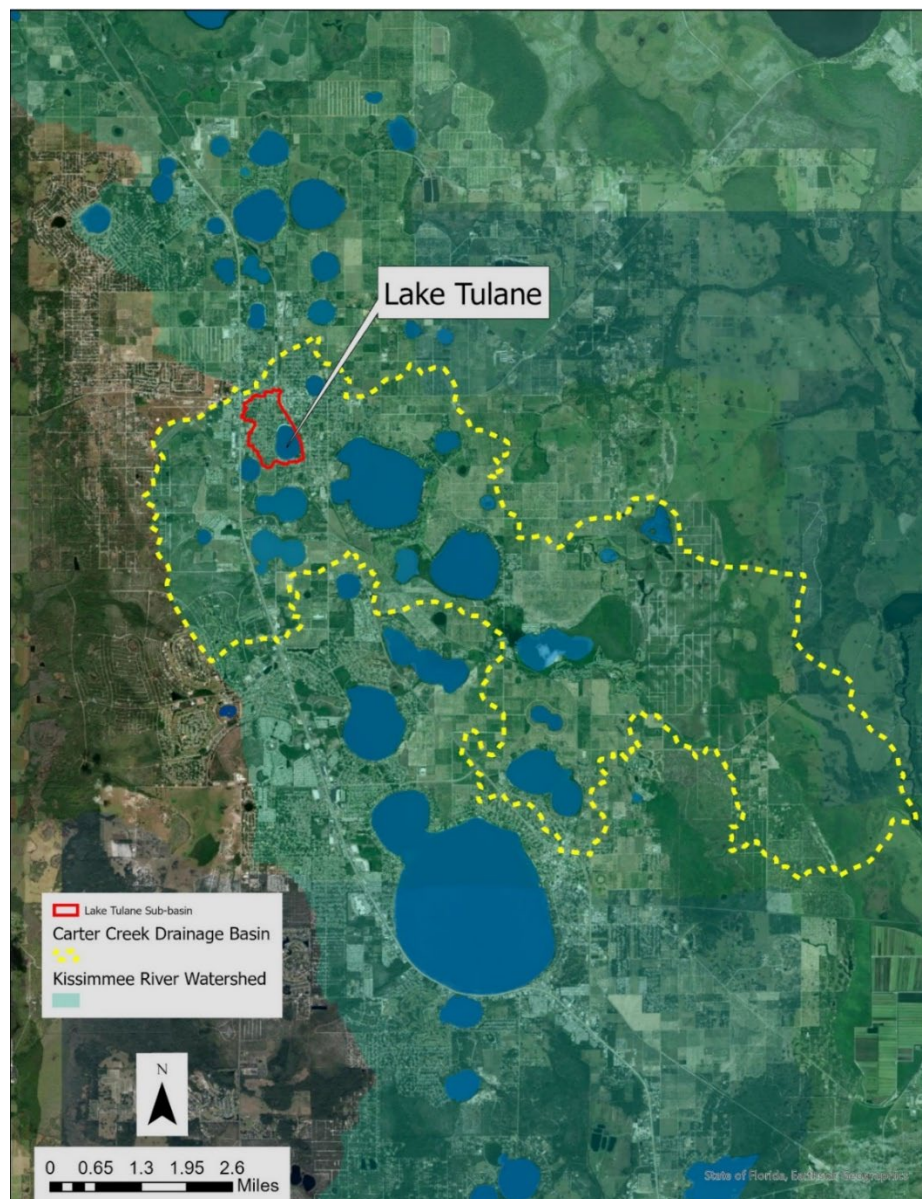 Lake Tulane
Lake Tulane Sub-basin
Carter Creek Drainage Basin
Kissimmee River Watershed
N
0 0.65 1.3 1.95 2.6
Miles
State of Florida,